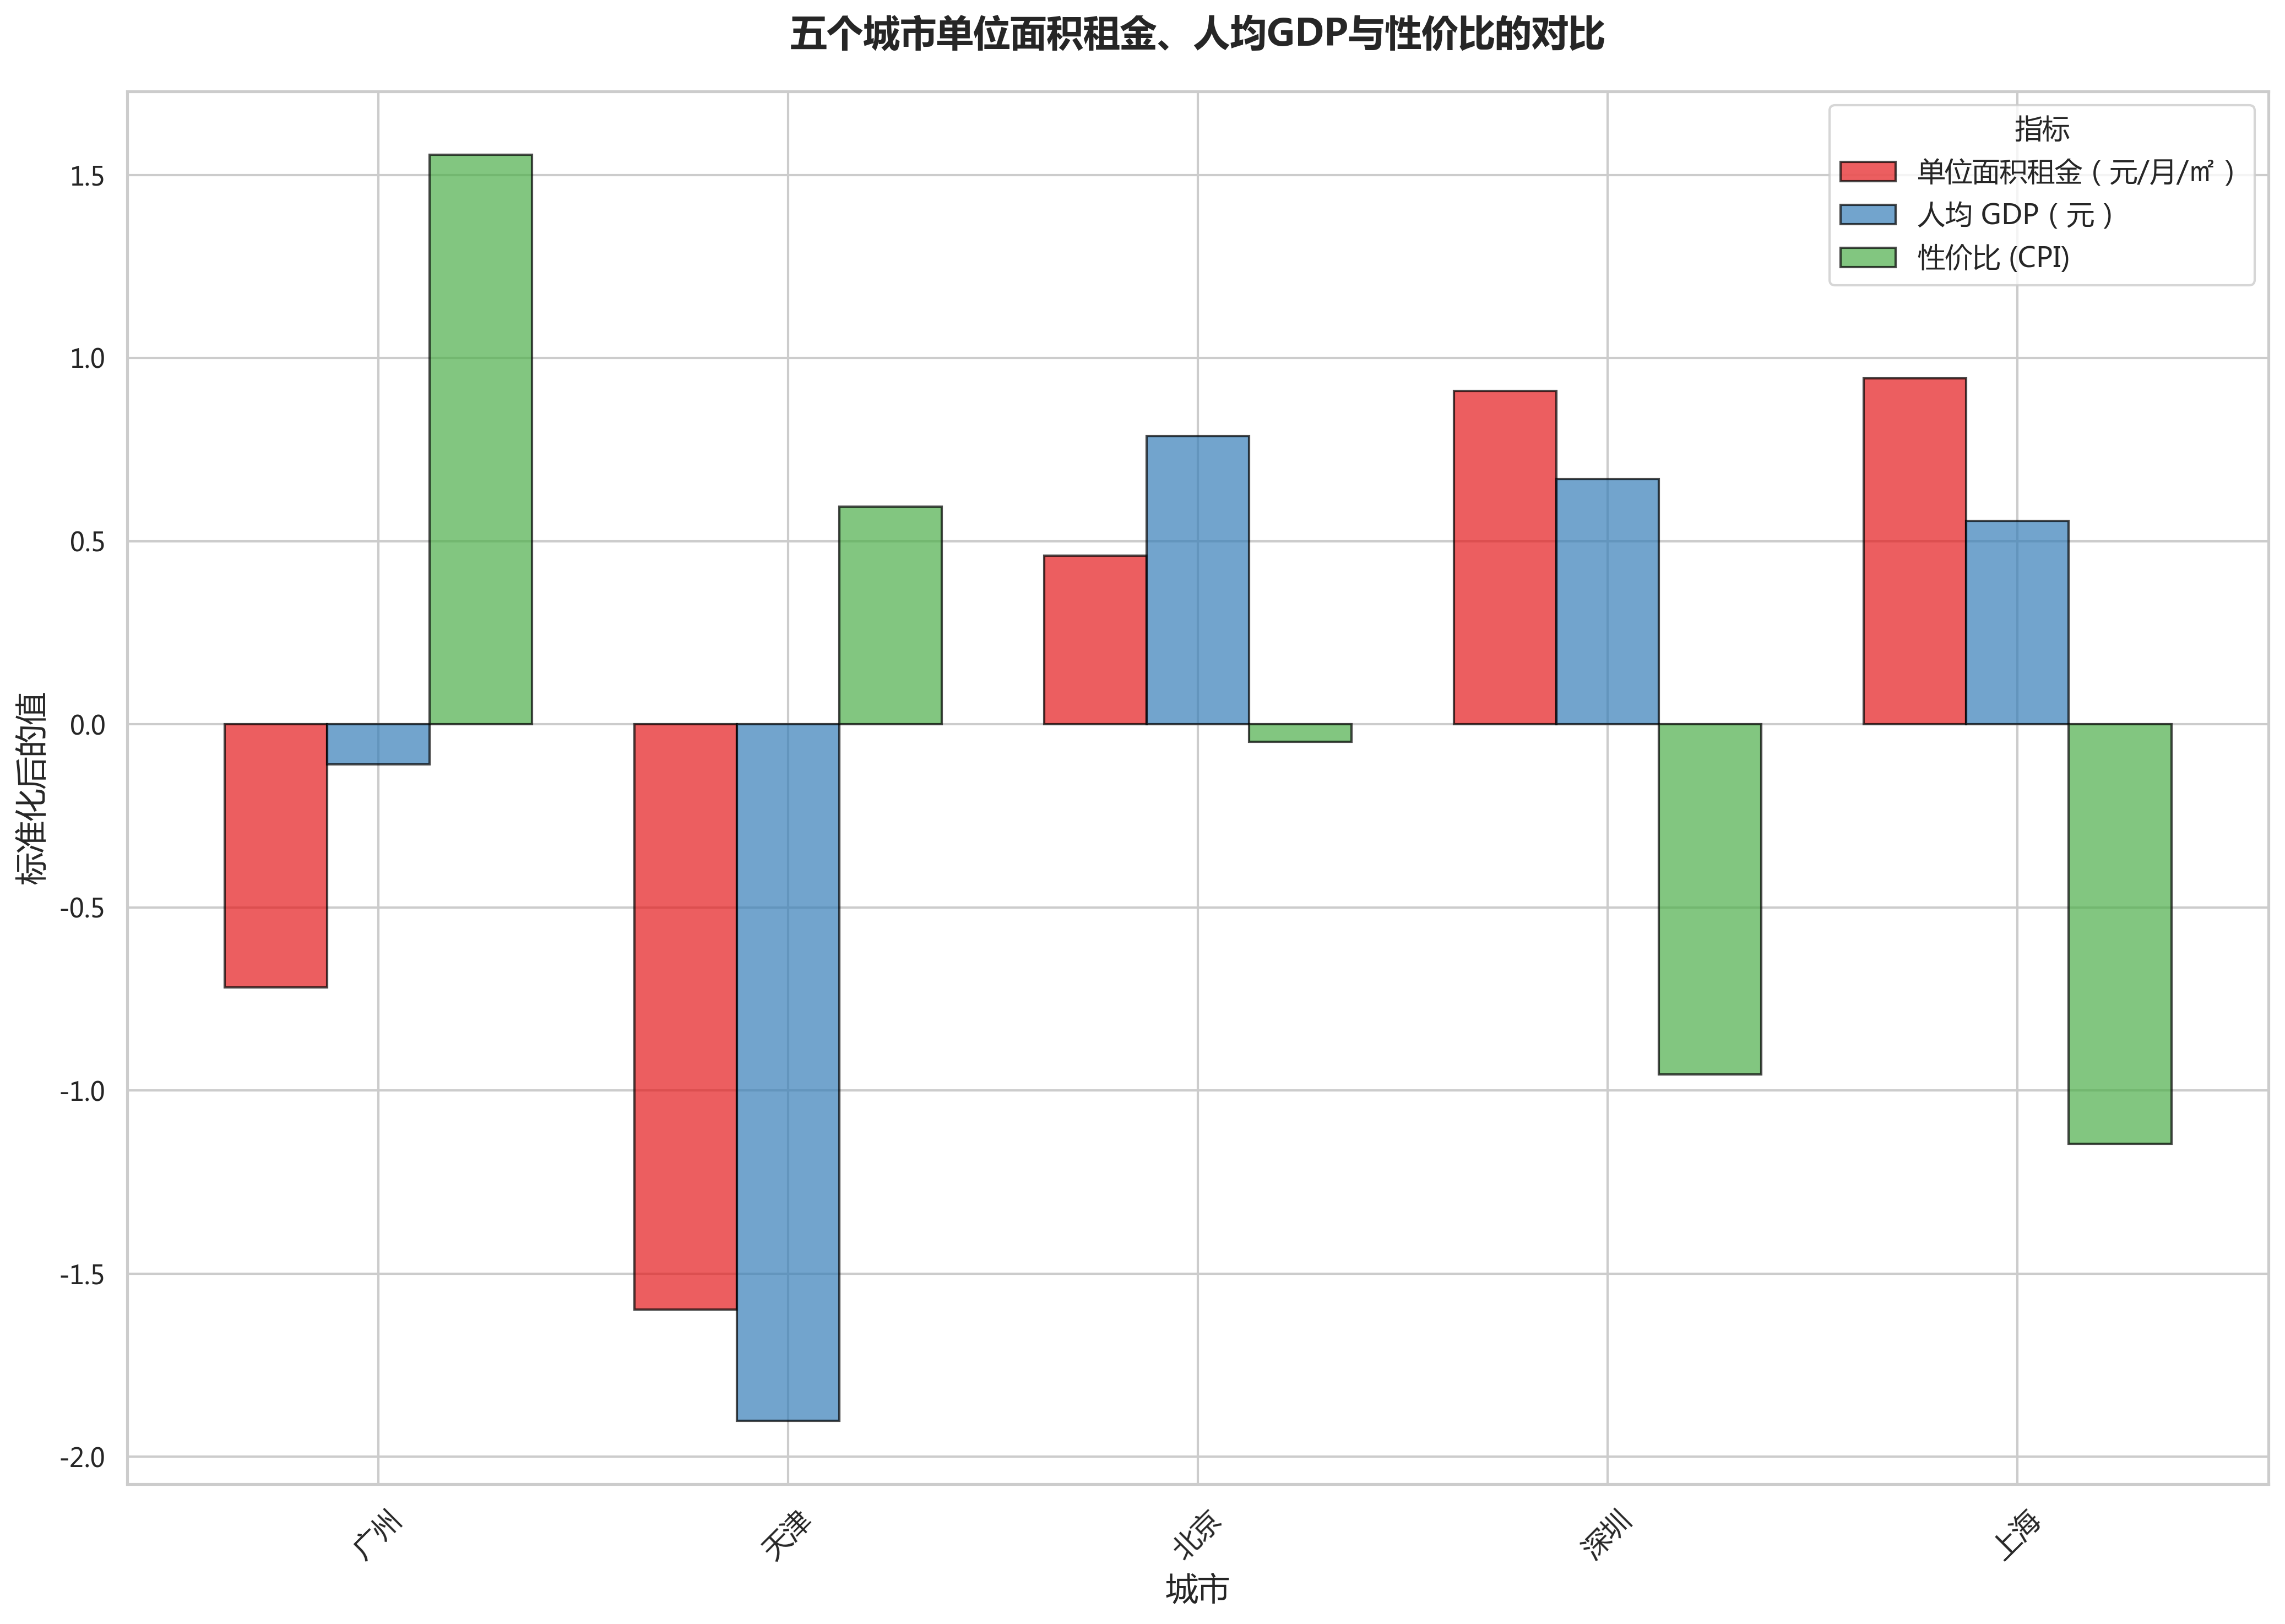 五个城市单位面积租金、人均GDP与性价比的对比
指标
单位面积租金（元/月/㎡）
人均 GDP（元）
性价比 (CPI)
标准化后的值
1.5
1.0
0.5
0.0
-0.5
-1.0
-1.5
-2.0
广州
天津
北京
深圳
上海
城市